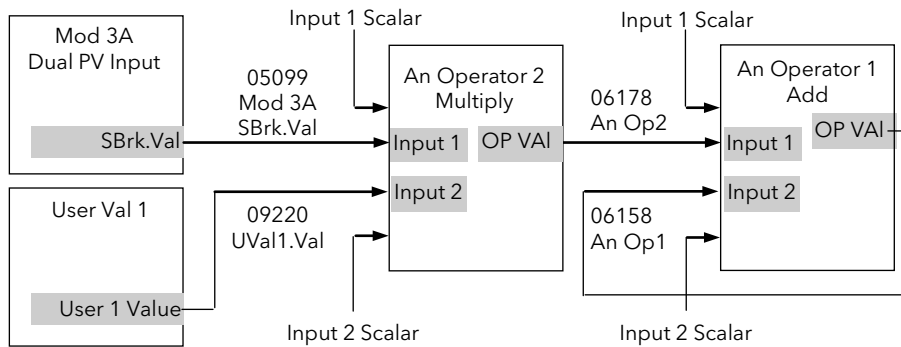 Mod 3A
Dual PV Input
SBrk.Val
User Val 1
User 1 Value
05099
Mod 3A
SBrk.Val
09220
UVal1.Val
Input 1 Scalar
An Operator 2
Multiply
Input 1
OP VAl
Input 2
Input 2 Scalar
06178
An Op2
06158
An Op1
Input 1 Scalar
An Operator 1
Add
OP VAl
Input 1
Input 2
Input 2 Scalar